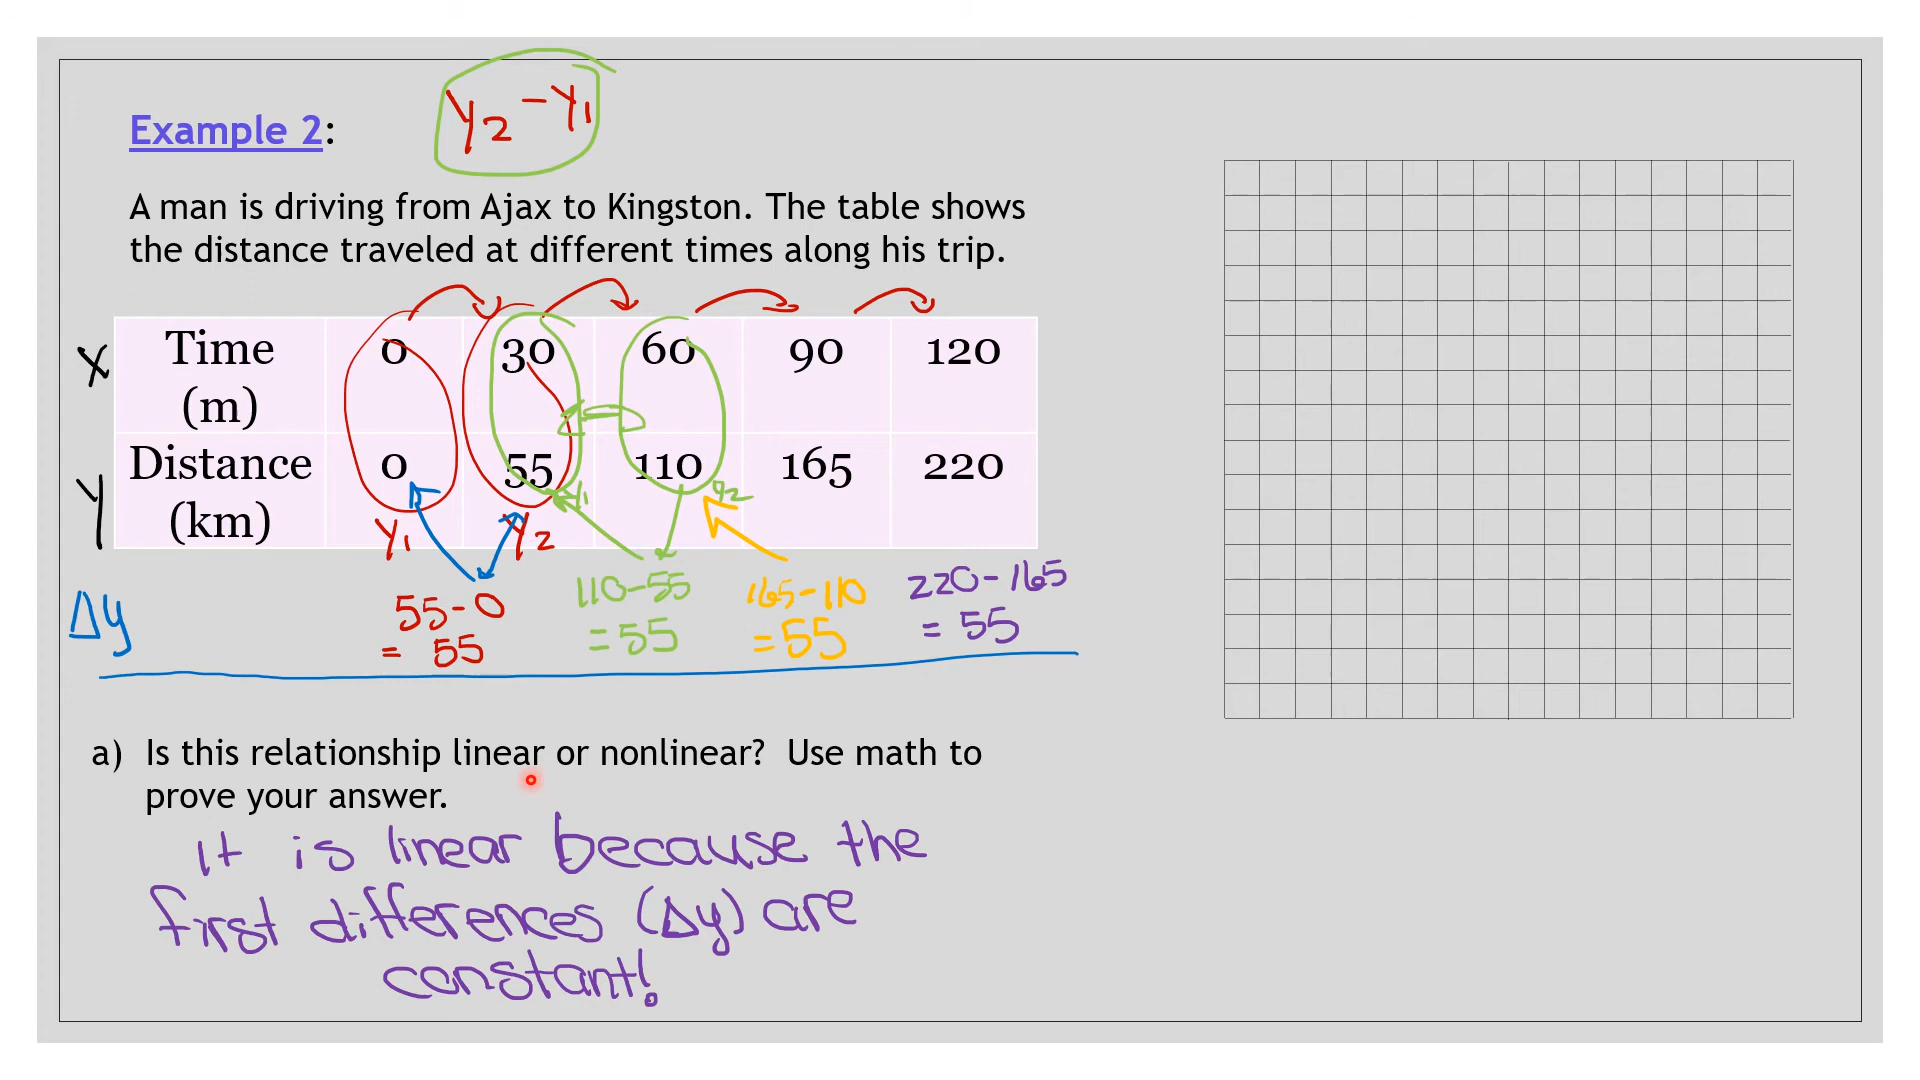 y₂ - y₁
Example 2:
A man is driving from Ajax to Kingston. The table shows
the distance traveled at different times along his trip.
x Time (m) 0 30 60 90 120
y Distance (km) 0 55 110 165 220
y₁ y₂ y₁ y₂
Δy 55-0 110-55 165-110 220-165
= 55 = 55 = 55 = 55
a) Is this relationship linear or nonlinear? Use math to
prove your answer.
it is linear because the
first differences (Δy) are
constant!